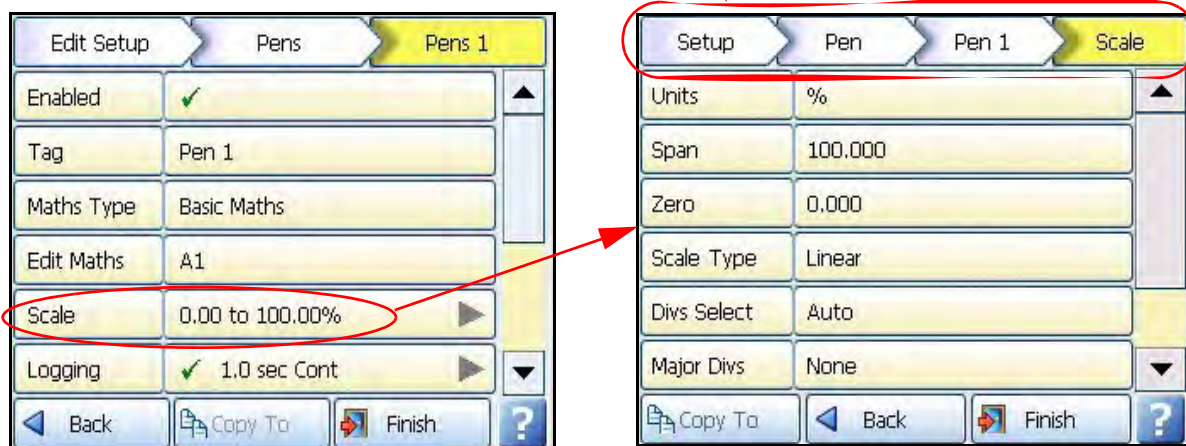 Edit Setup Pens Pens 1
Enabled
Tag Pen 1
Maths Type Basic Maths
Edit Maths A1
Scale 0.00 to 100.00%
Logging 1.0 sec Cont
Back Copy To Finish ?
Setup Pen Pen 1 Scale
Units %
Span 100.000
Zero 0.000
Scale Type Linear
Divs Select Auto
Major Divs None
Copy To Back Finish ?